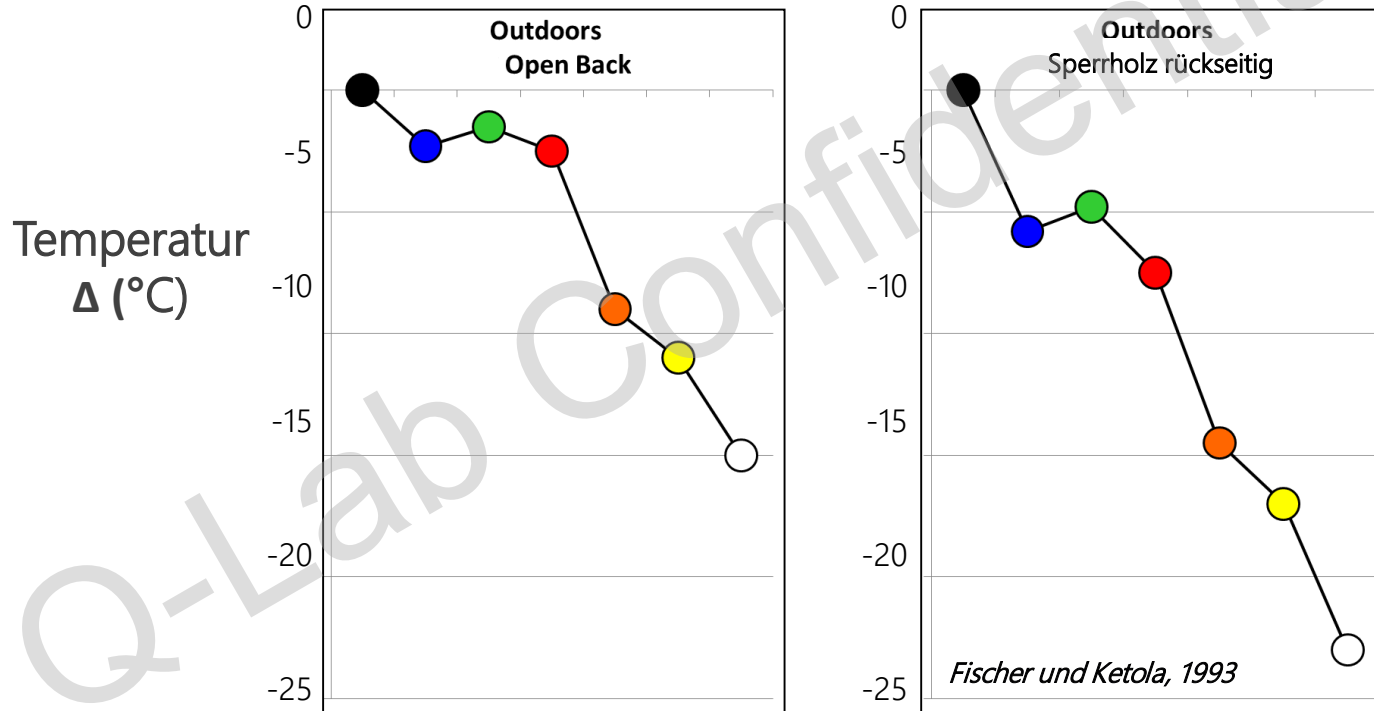 Outdoors
Open Back
0
-5
-10
-15
-20
-25
Temperatur
Δ (°C)
Outdoors
Sperrholz rückseitig
0
-5
-10
-15
-20
-25
Fischer und Ketola, 1993
Q-Lab Confidenti